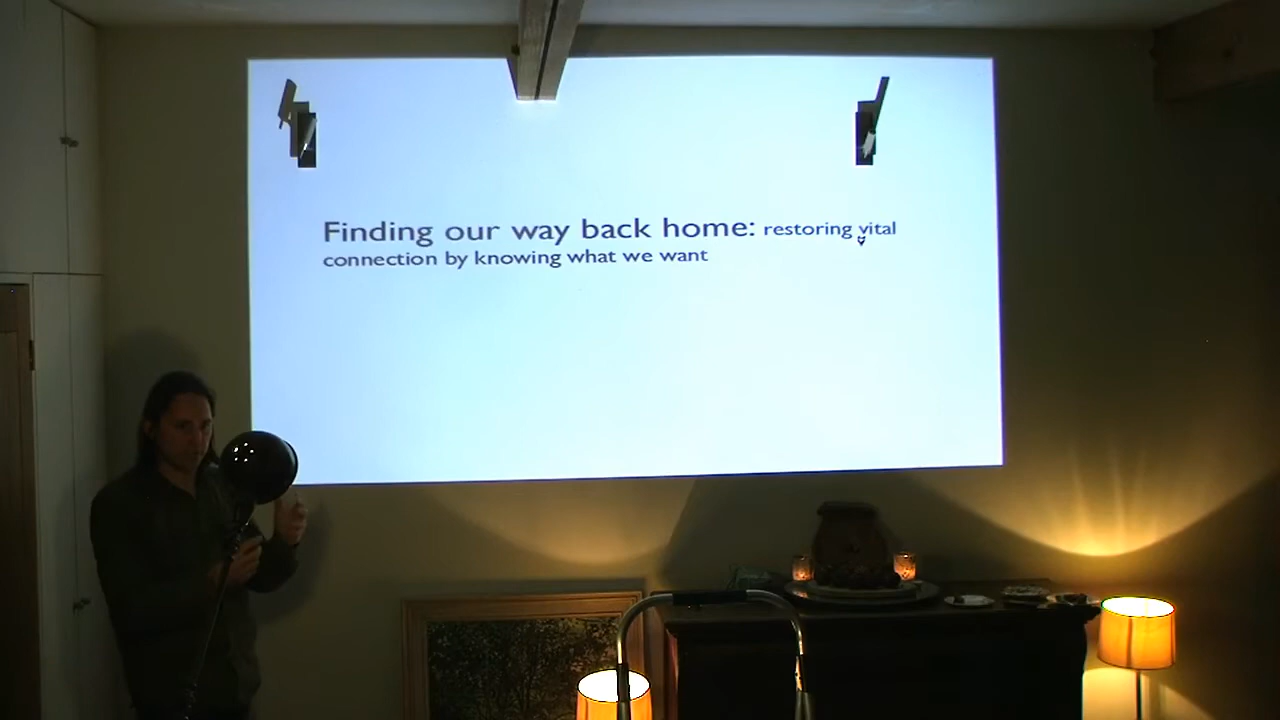 Finding our way back home: restoring vital
connection by knowing what we want